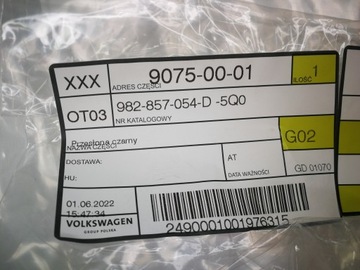 XXX 9075-00-01 1
ADRES CZĘŚCI ILOŚĆ
OT03 982-857-054-D -5Q0
NR KATALOGOWY
Przesłona czarny G02
NAZWA CZĘŚCI
DOSTAWA: AT
HU: DATA WAŻNOŚCI GD 01070
01.06.2022
15:47:34
VOLKSWAGEN
GROUP POLSKA
2490001001976315